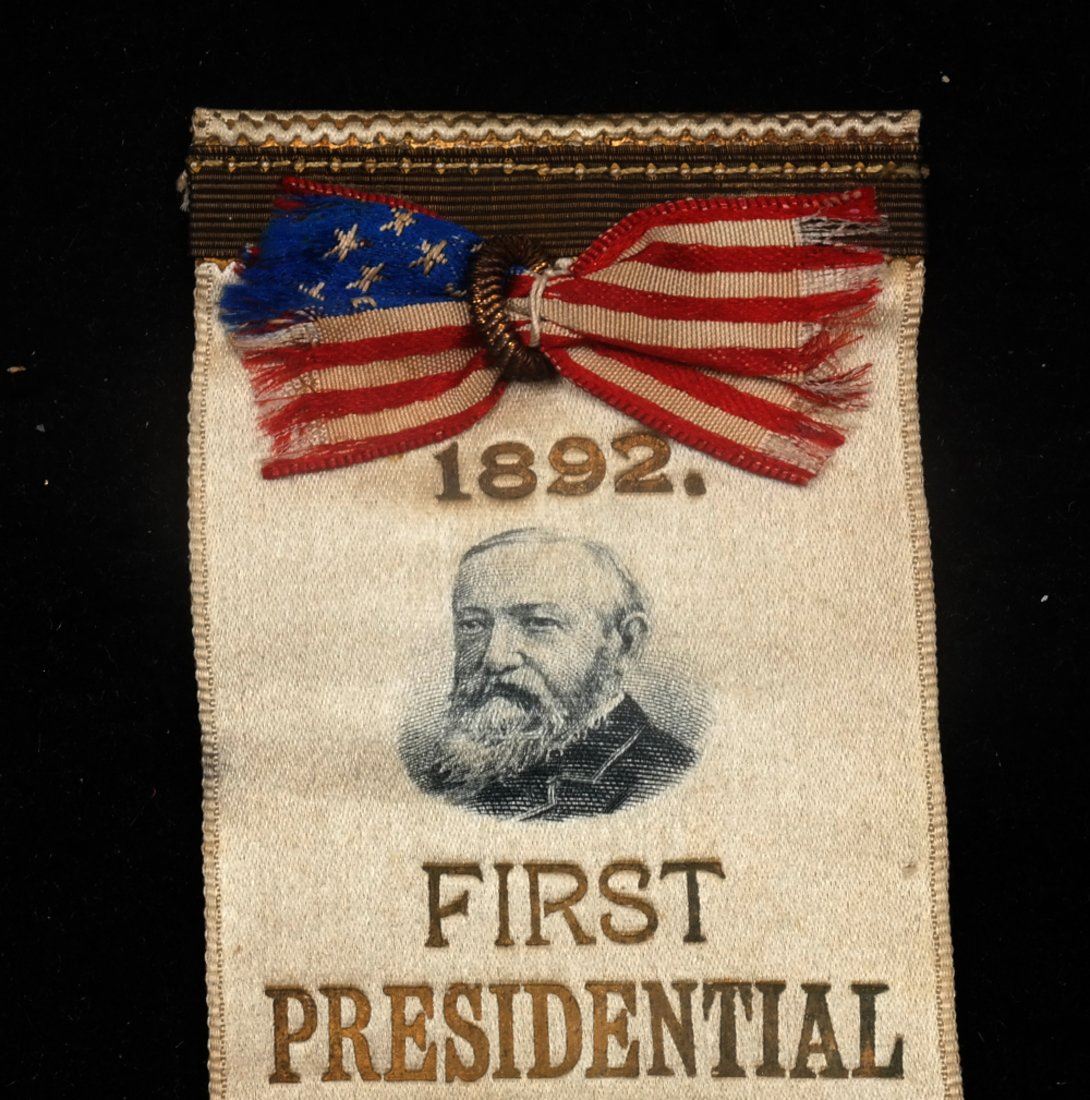 1892.
FIRST
PRESIDENTIAL